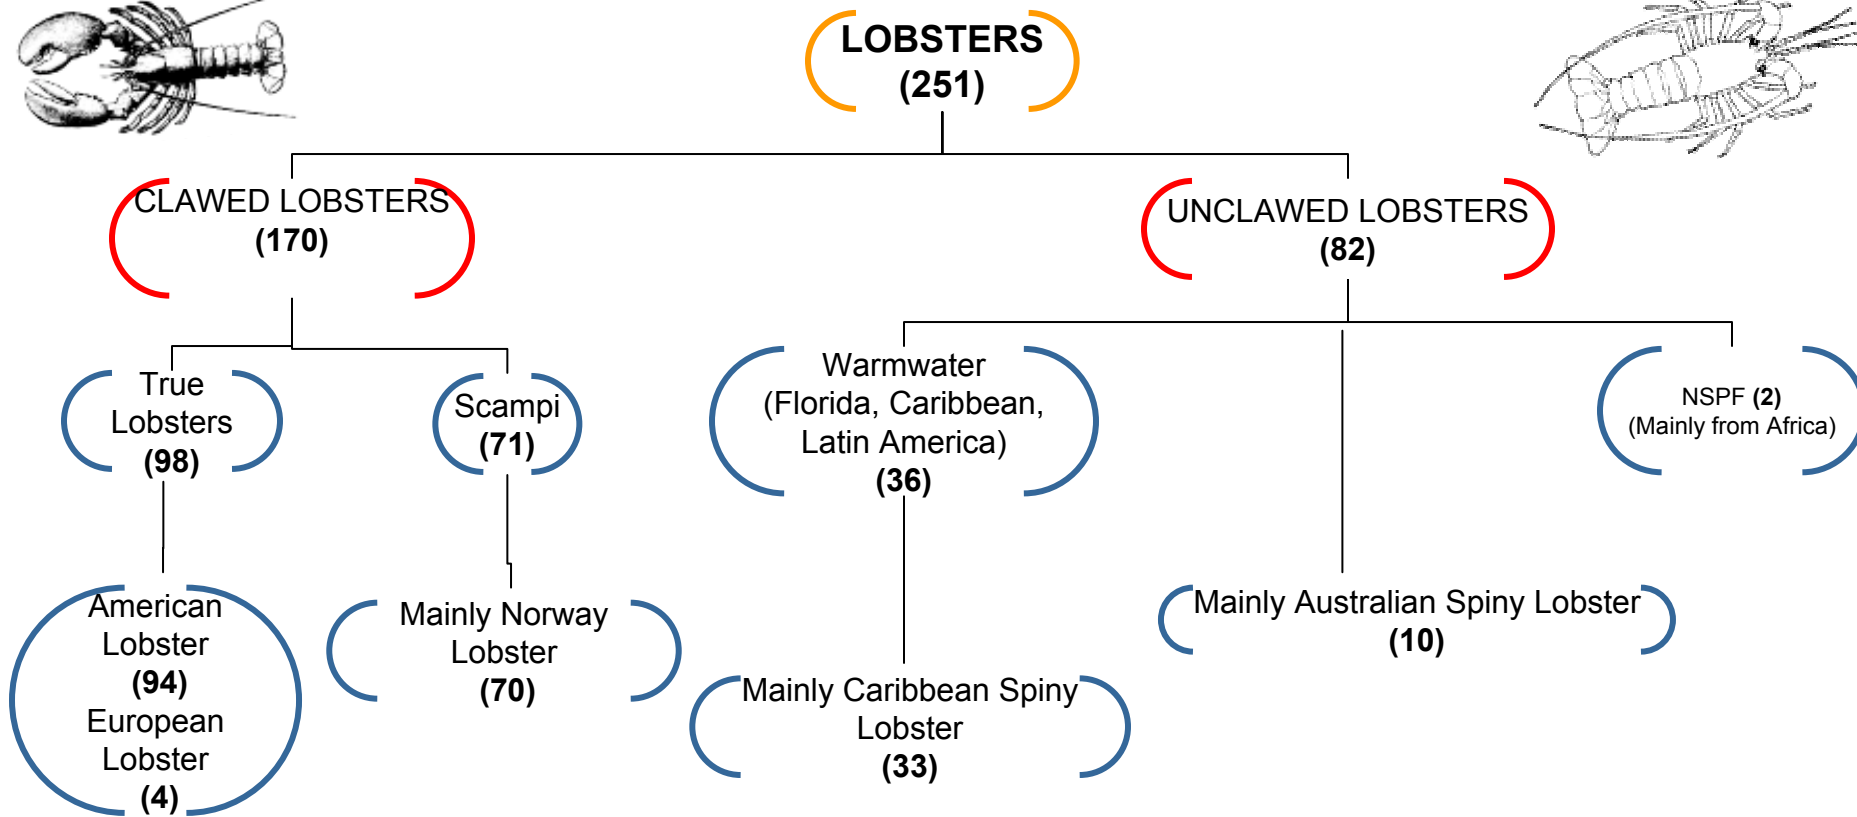 LOBSTERS
(251)
CLAWED LOBSTERS
(170)
UNCLAWED LOBSTERS
(82)
True
Lobsters
(98)
Scampi
(71)
Warmwater
(Florida, Caribbean,
Latin America)
(36)
NSPF (2)
(Mainly from Africa)
American
Lobster
(94)
European
Lobster
(4)
Mainly Norway
Lobster
(70)
Mainly Caribbean Spiny
Lobster
(33)
Mainly Australian Spiny Lobster
(10)